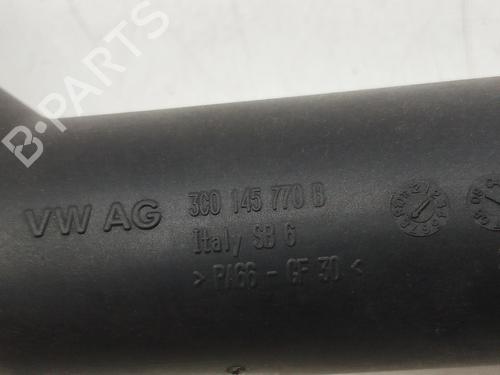 B-PARTS
VW AG
3C0 145 770 B
Italy SB 6
> PA66 - GF 30 <